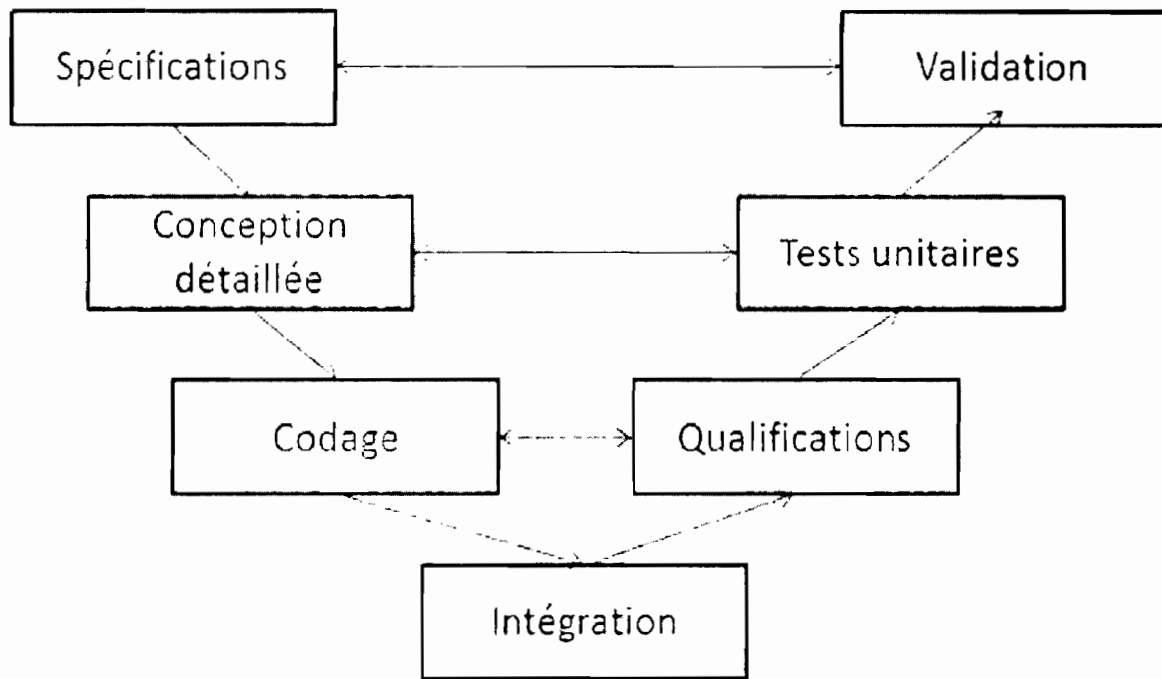 Spécifications
Validation
Conception
détaillée
Tests unitaires
Codage
Qualifications
Intégration